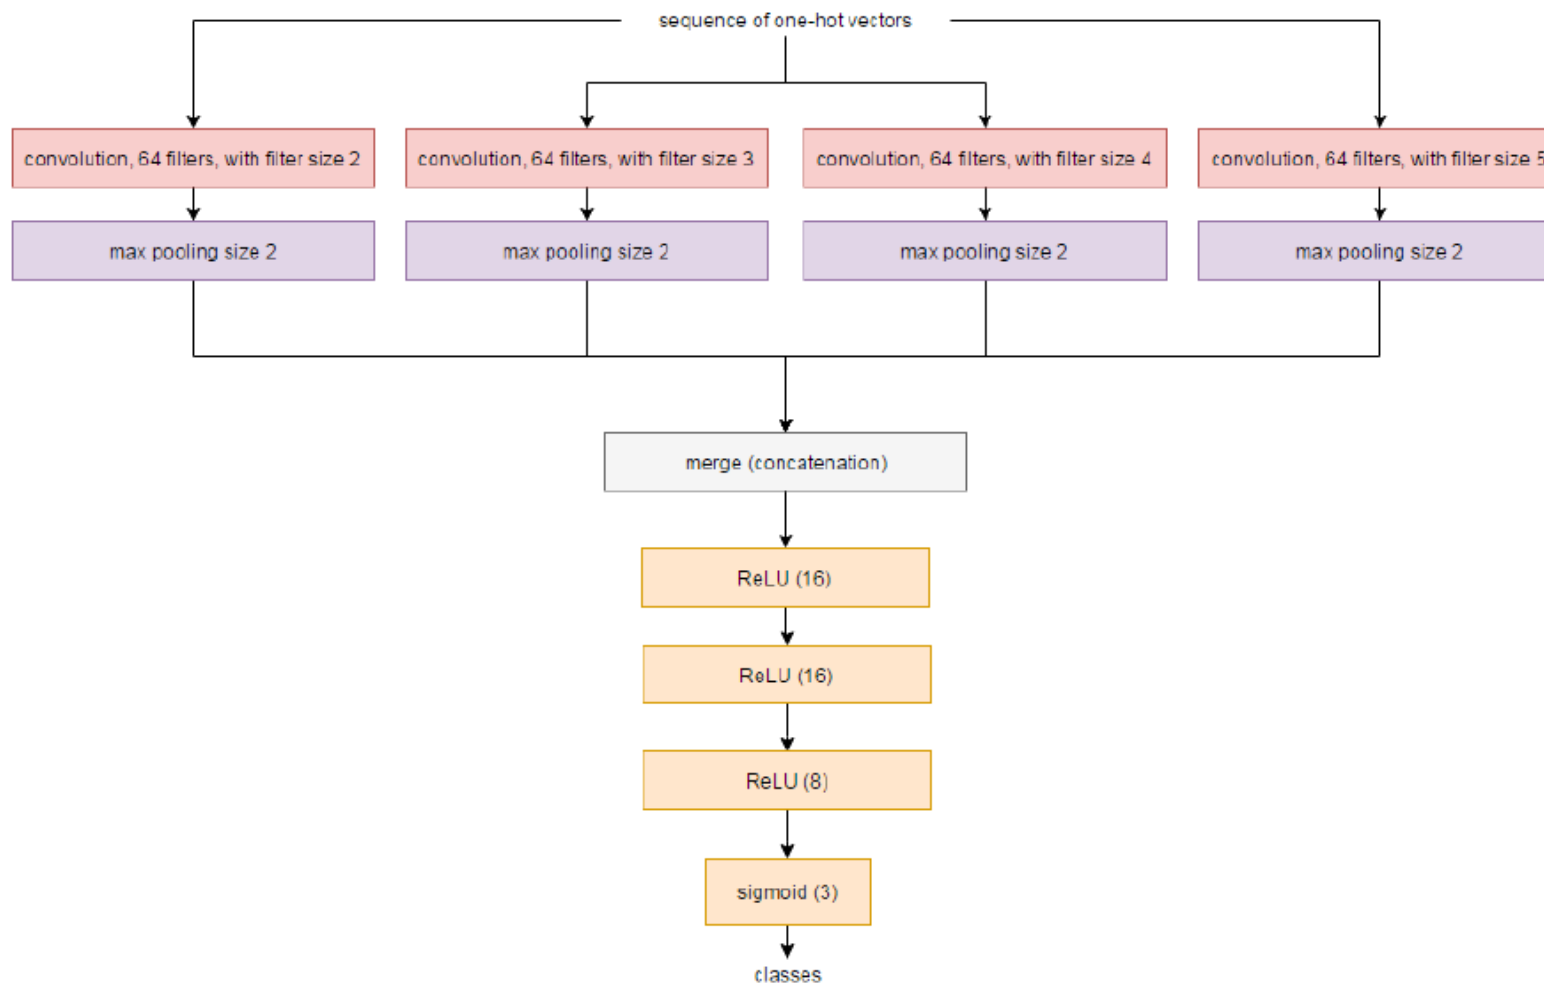 sequence of one-hot vectors
convolution, 64 filters, with filter size 2
convolution, 64 filters, with filter size 3
convolution, 64 filters, with filter size 4
convolution, 64 filters, with filter size 5
max pooling size 2
max pooling size 2
max pooling size 2
max pooling size 2
merge (concatenation)
ReLU (16)
ReLU (16)
ReLU (8)
sigmoid (3)
classes